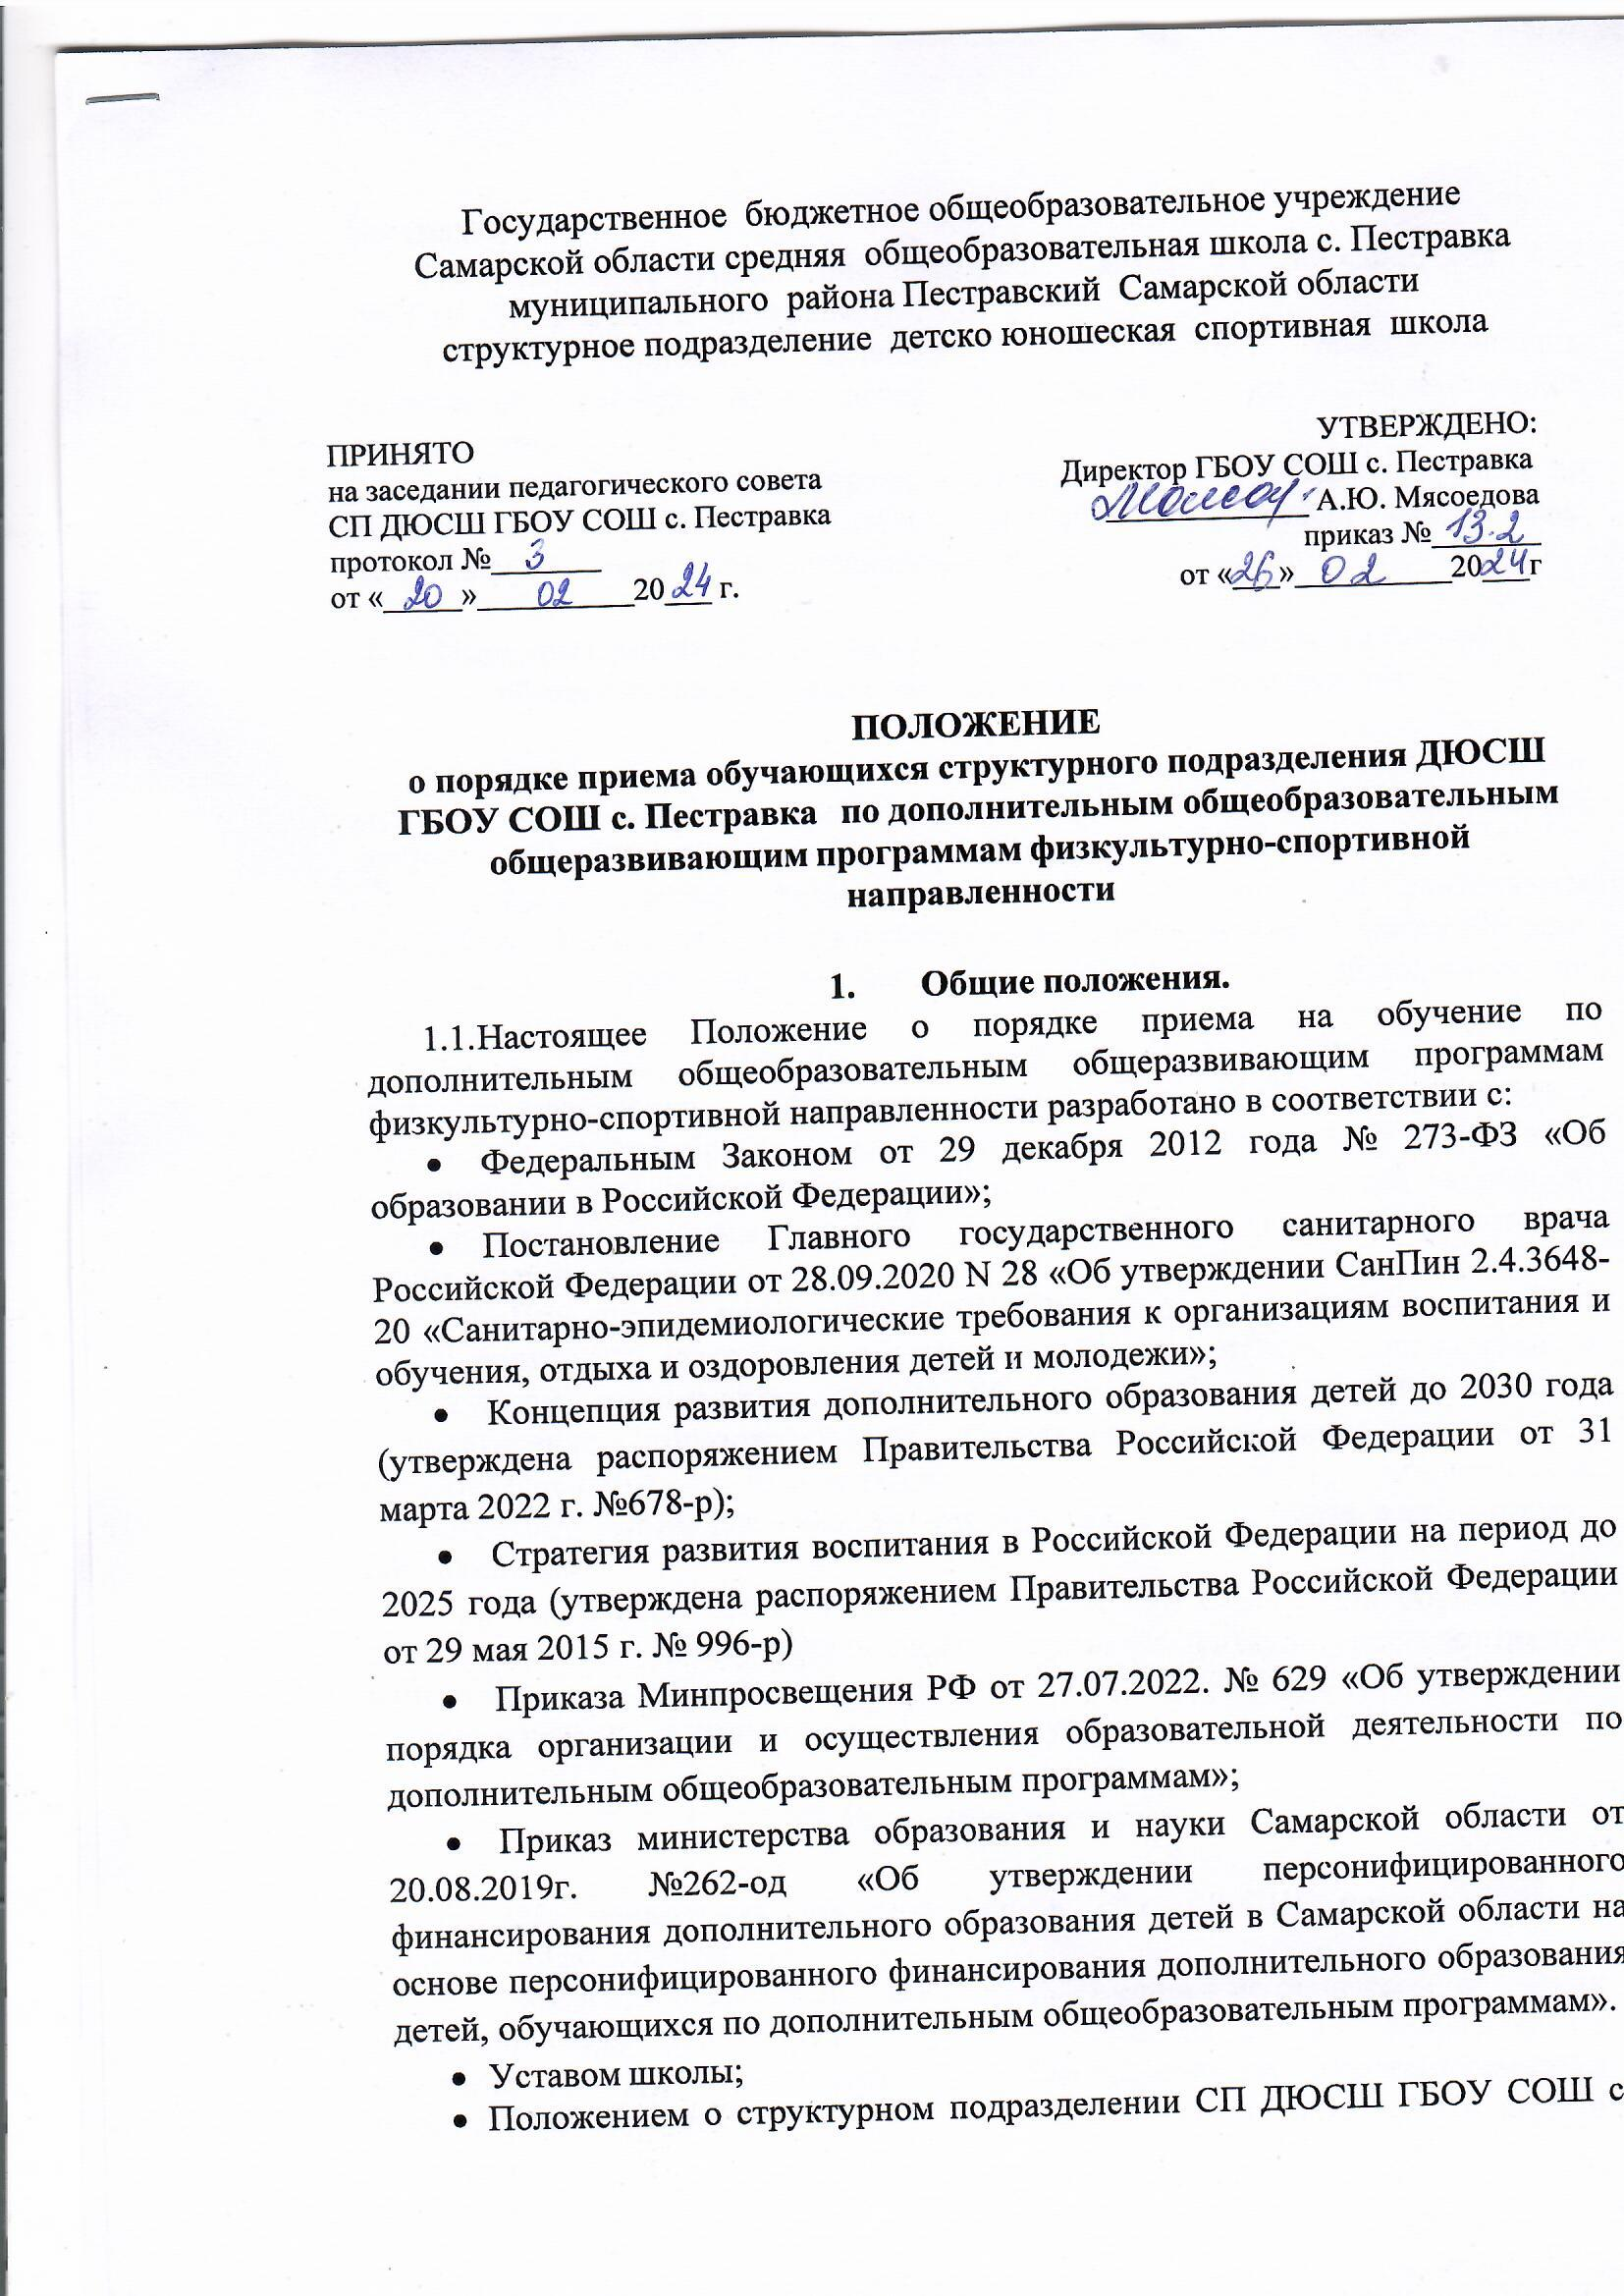 Государственное бюджетное общеобразовательное учреждение
Самарской области средняя общеобразовательная школа с. Пестравка
муниципального района Пестравский Самарской области
структурное подразделение детско юношеская спортивная школа
ПРИНЯТО
на заседании педагогического совета
СП ДЮСШ ГБОУ СОШ с. Пестравка
протокол № 3
от «20» 02 2024 г.
УТВЕРЖДЕНО:
Директор ГБОУ СОШ с. Пестравка
А.Ю. Мясоедова
приказ № 13.2
от «26» 02 2024г
ПОЛОЖЕНИЕ
о порядке приема обучающихся структурного подразделения ДЮСШ
ГБОУ СОШ с. Пестравка по дополнительным общеобразовательным
общеразвивающим программам физкультурно-спортивной
направленности
1. Общие положения.
1.1.Настоящее Положение о порядке приема на обучение по
дополнительным общеобразовательным общеразвивающим программам
физкультурно-спортивной направленности разработано в соответствии с:
• Федеральным Законом от 29 декабря 2012 года № 273-ФЗ «Об
образовании в Российской Федерации»;
• Постановление Главного государственного санитарного врача
Российской Федерации от 28.09.2020 N 28 «Об утверждении СанПин 2.4.3648-
20 «Санитарно-эпидемиологические требования к организациям воспитания и
обучения, отдыха и оздоровления детей и молодежи»;
• Концепция развития дополнительного образования детей до 2030 года
(утверждена распоряжением Правительства Российской Федерации от 31
марта 2022 г. №678-р);
• Стратегия развития воспитания в Российской Федерации на период до
2025 года (утверждена распоряжением Правительства Российской Федерации
от 29 мая 2015 г. № 996-р)
• Приказа Минпросвещения РФ от 27.07.2022. № 629 «Об утверждении
порядка организации и осуществления образовательной деятельности по
дополнительным общеобразовательным программам»;
• Приказ министерства образования и науки Самарской области от
20.08.2019г. №262-од «Об утверждении персонифицированного
финансирования дополнительного образования детей в Самарской области на
основе персонифицированного финансирования дополнительного образования
детей, обучающихся по дополнительным общеобразовательным программам».
• Уставом школы;
• Положением о структурном подразделении СП ДЮСШ ГБОУ СОШ с